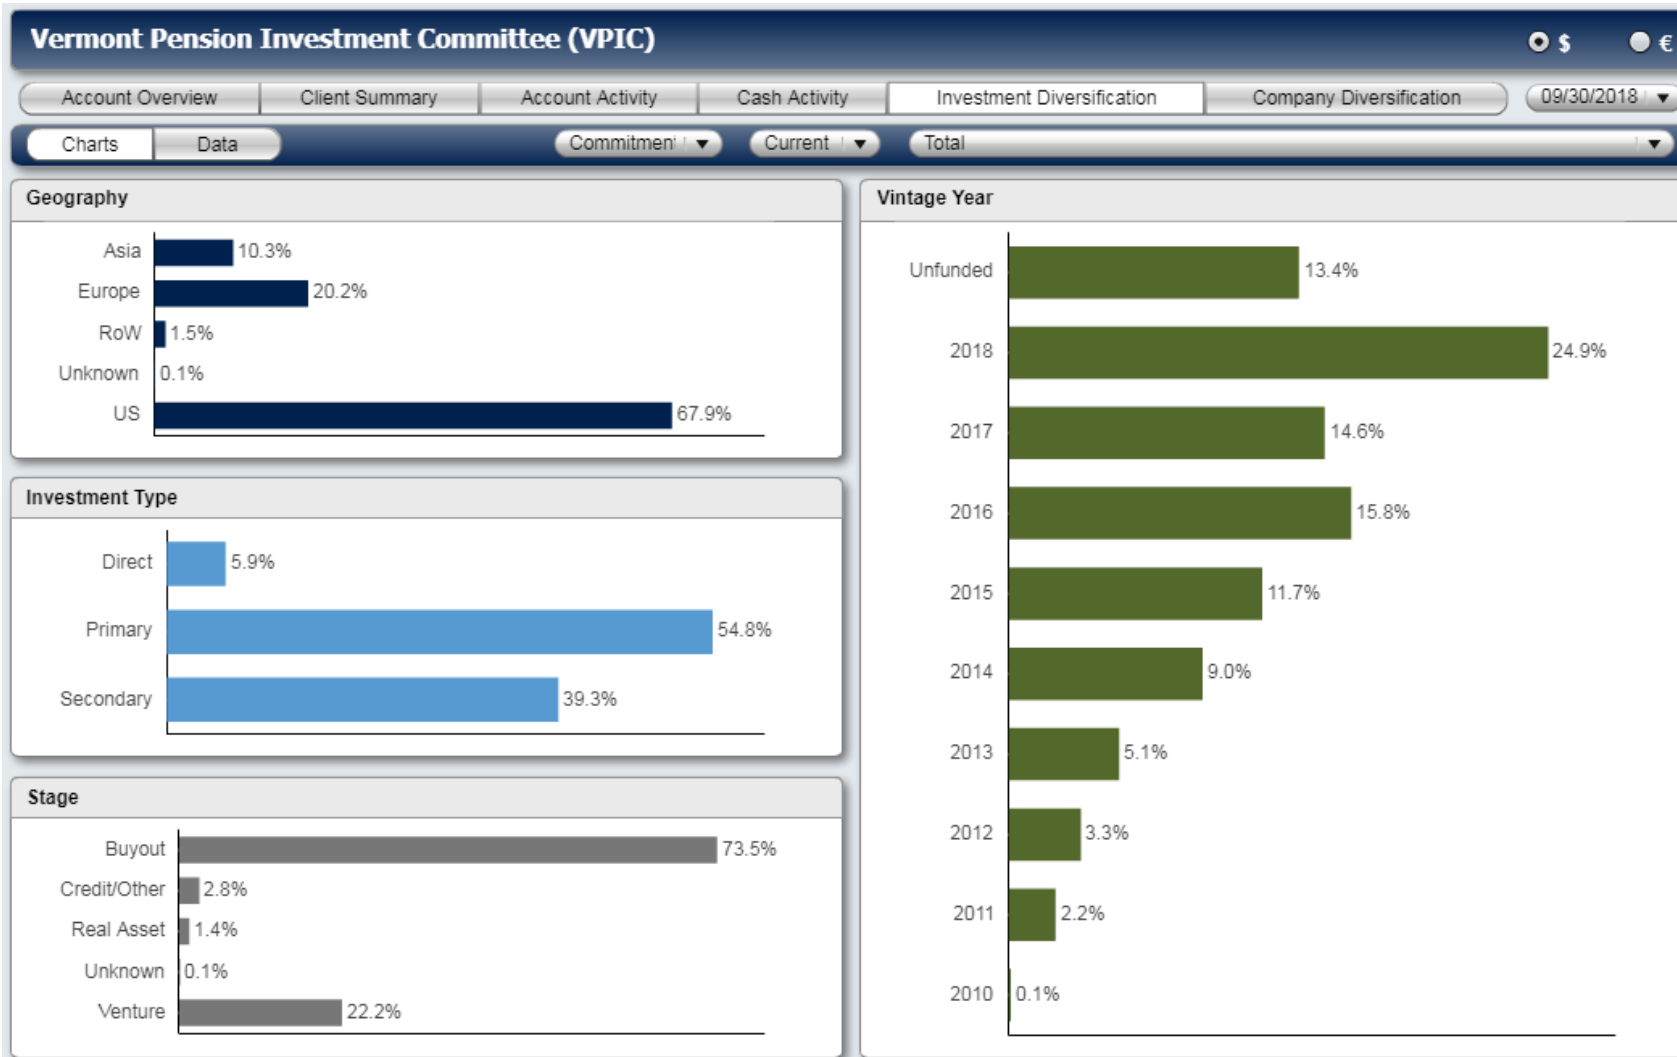 Vermont Pension Investment Committee (VPIC)
$ €
Account Overview Client Summary Account Activity Cash Activity Investment Diversification Company Diversification 09/30/2018
Charts Data Commitmen Current Total
Geography
Asia 10.3%
Europe 20.2%
RoW 1.5%
Unknown 0.1%
US 67.9%
Investment Type
Direct 5.9%
Primary 54.8%
Secondary 39.3%
Stage
Buyout 73.5%
Credit/Other 2.8%
Real Asset 1.4%
Unknown 0.1%
Venture 22.2%
Vintage Year
Unfunded 13.4%
2018 24.9%
2017 14.6%
2016 15.8%
2015 11.7%
2014 9.0%
2013 5.1%
2012 3.3%
2011 2.2%
2010 0.1%